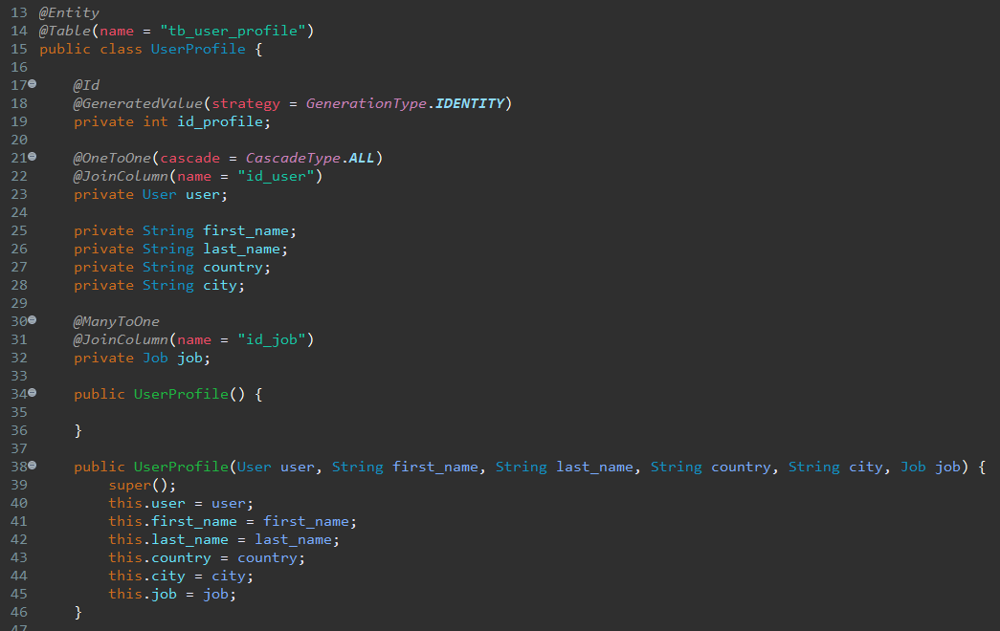 13 @Entity
14 @Table(name = "tb_user_profile")
15 public class UserProfile {
16
17 @Id
18 @GeneratedValue(strategy = GenerationType.IDENTITY)
19 private int id_profile;
20
21 @OneToOne(cascade = CascadeType.ALL)
22 @JoinColumn(name = "id_user")
23 private User user;
24
25 private String first_name;
26 private String last_name;
27 private String country;
28 private String city;
29
30 @ManyToOne
31 @JoinColumn(name = "id_job")
32 private Job job;
33
34 public UserProfile() {
35
36 }
37
38 public UserProfile(User user, String first_name, String last_name, String country, String city, Job job) {
39 super();
40 this.user = user;
41 this.first_name = first_name;
42 this.last_name = last_name;
43 this.country = country;
44 this.city = city;
45 this.job = job;
46 }
47